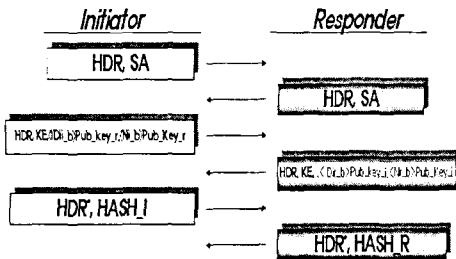 Initiator
Responder
HDR, SA
HDR, SA
HDR, KE,(IDii_b)Pub_key_r,(Ni_b)Pub_Key_r
HDR, KE, (IDir_b)Pub_key_i, (Nr_b)Pub_Key_i
HDR', HASH_I
HDR', HASH_R